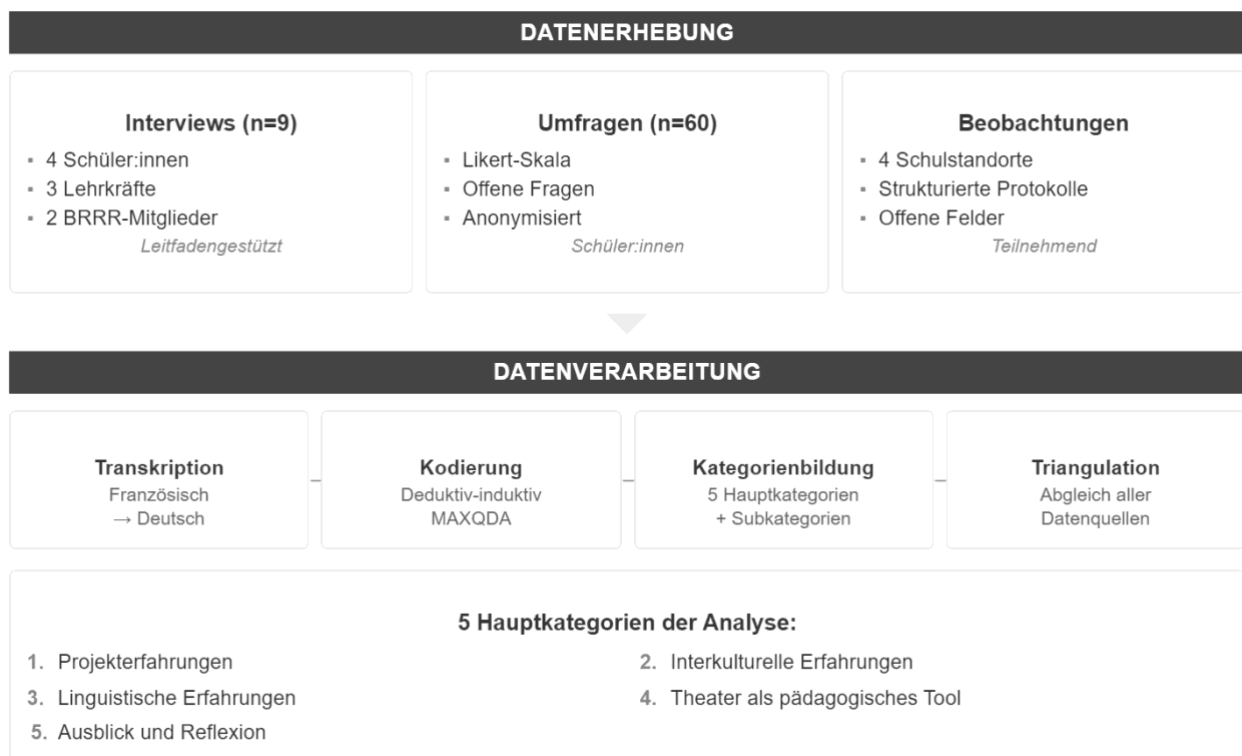 DATENERHEBUNG
Interviews (n=9)
▪ 4 Schüler:innen
▪ 3 Lehrkräfte
▪ 2 BRRR-Mitglieder
Leitfadengestützt
Umfragen (n=60)
▪ Likert-Skala
▪ Offene Fragen
▪ Anonymisiert
Schüler:innen
Beobachtungen
▪ 4 Schulstandorte
▪ Strukturierte Protokolle
▪ Offene Felder
Teilnehmend
DATENVERARBEITUNG
Transkription
Französisch
→ Deutsch
Kodierung
Deduktiv-induktiv
MAXQDA
Kategorienbildung
5 Hauptkategorien
+ Subkategorien
Triangulation
Abgleich aller
Datenquellen
5 Hauptkategorien der Analyse:
1. Projekterfahrungen
2. Interkulturelle Erfahrungen
3. Linguistische Erfahrungen
4. Theater als pädagogisches Tool
5. Ausblick und Reflexion